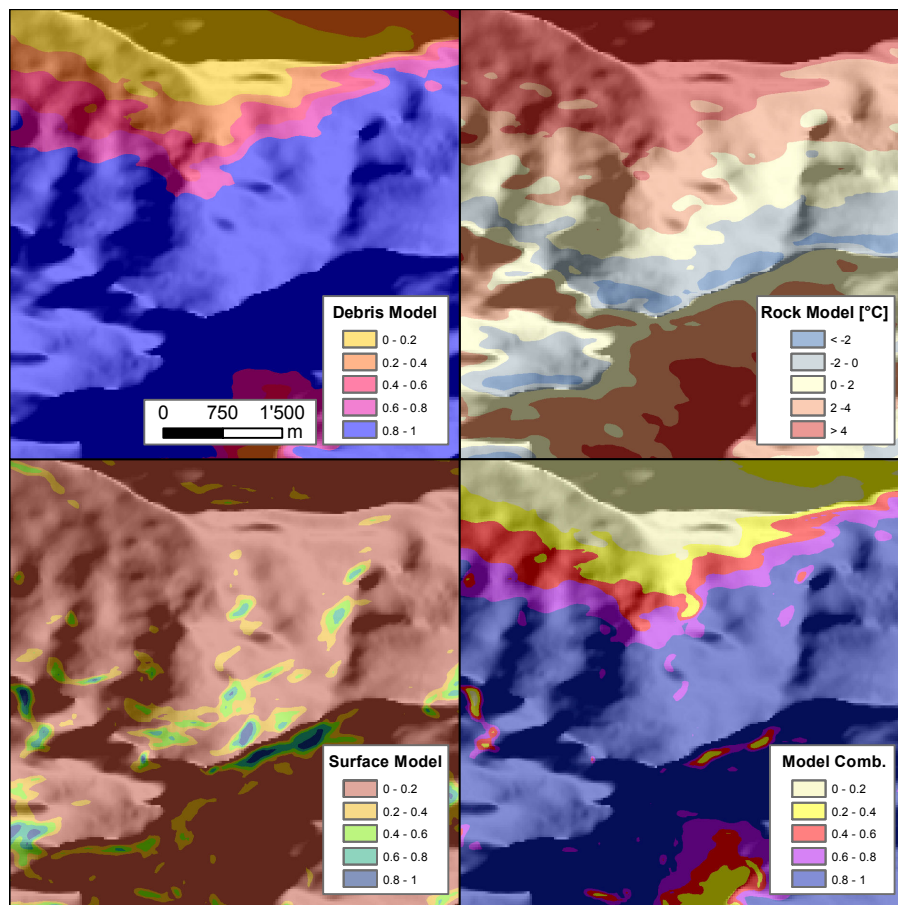 Debris Model
0 - 0.2
0.2 - 0.4
0.4 - 0.6
0.6 - 0.8
0.8 - 1
0 750 1'500
m
Rock Model [°C]
< -2
-2 - 0
0 - 2
2 -4
> 4
Surface Model
0 - 0.2
0.2 - 0.4
0.4 - 0.6
0.6 - 0.8
0.8 - 1
Model Comb.
0 - 0.2
0.2 - 0.4
0.4 - 0.6
0.6 - 0.8
0.8 - 1